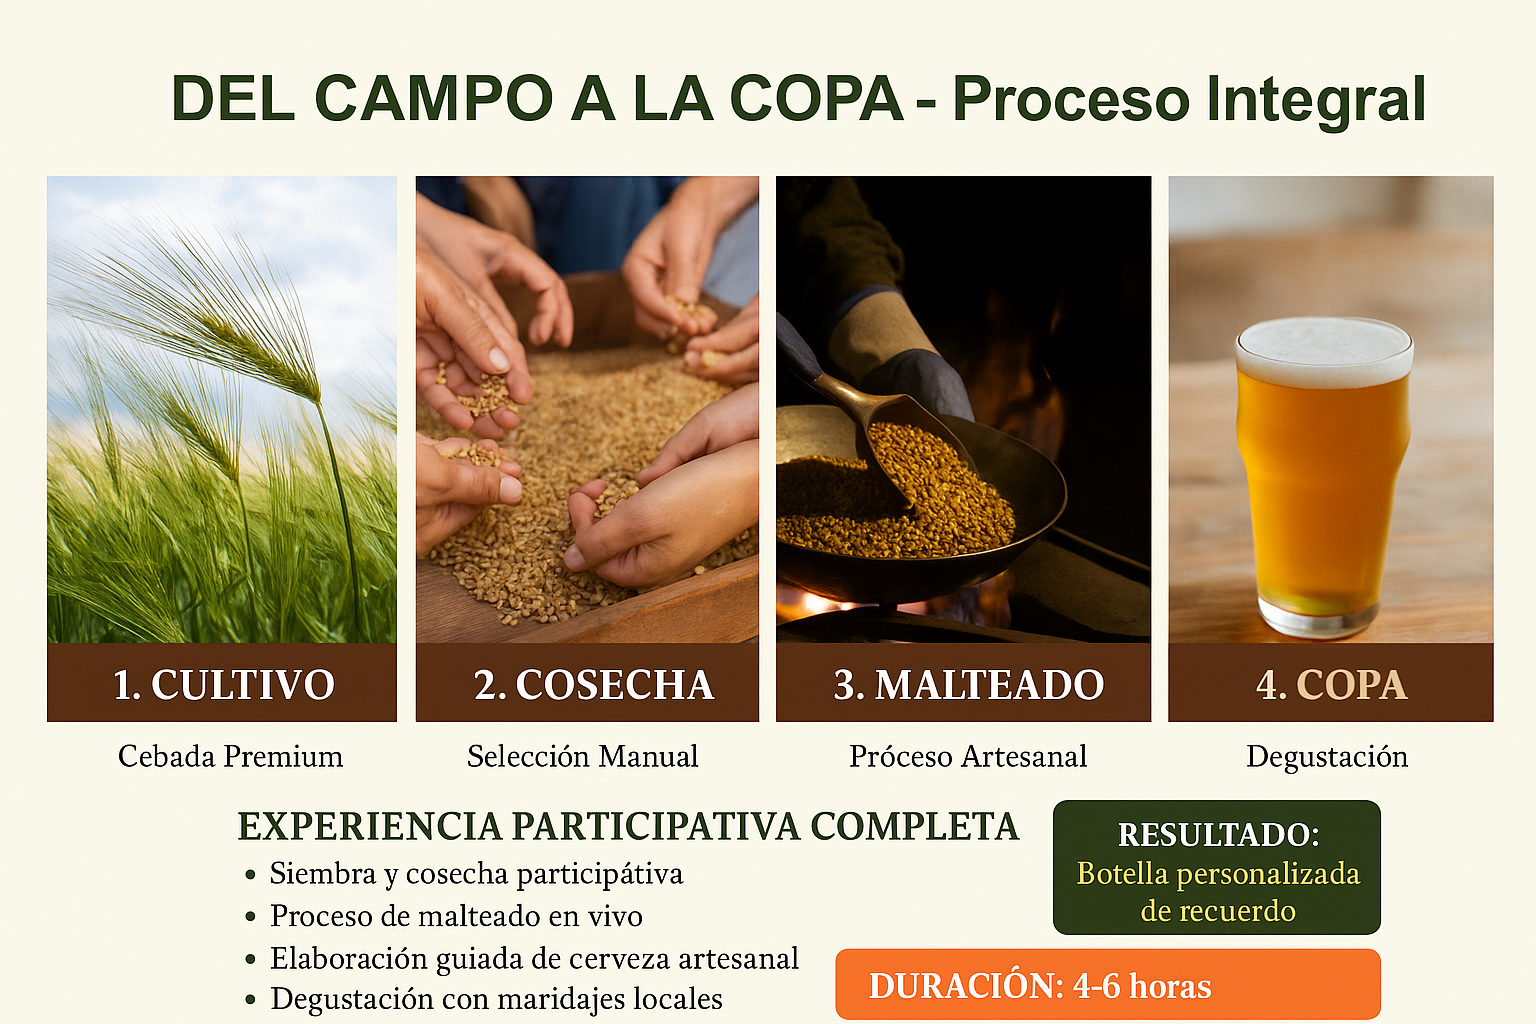 DEL CAMPO A LA COPA - Proceso Integral
1. CULTIVO
2. COSECHA
3. MALTEADO
4. COPA
Cebada Premium
Selección Manual
Próceso Artesanal
Degustación
EXPERIENCIA PARTICIPATIVA COMPLETA
• Siembra y cosecha participátiva
• Proceso de malteado en vivo
• Elaboración guiada de cerveza artesanal
• Degustación con maridajes locales
RESULTADO:
Botella personalizada
de recuerdo
DURACIÓN: 4-6 horas